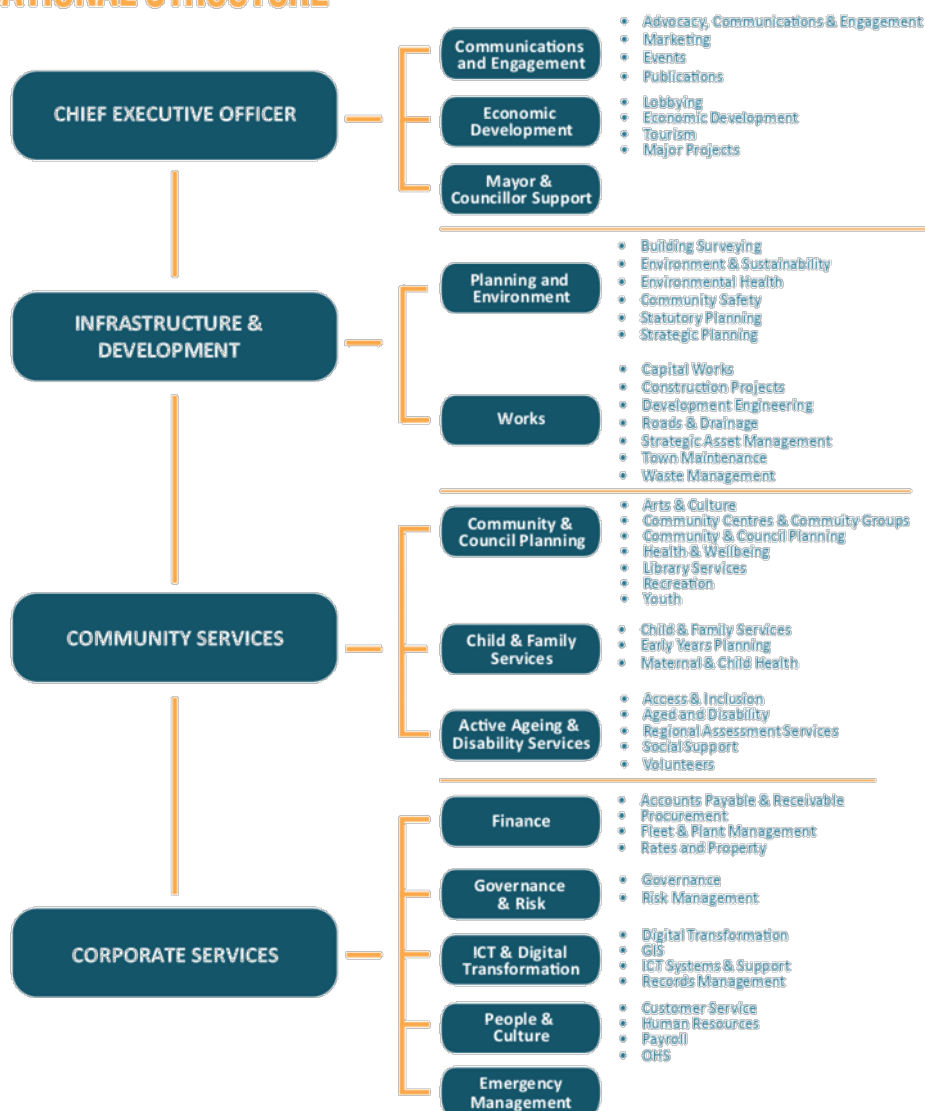 CHIEF EXECUTIVE OFFICER
Communications
and Engagement
• Advocacy, Communications & Engagement
• Marketing
• Events
• Publications
Economic
Development
• Lobbying
• Economic Development
• Tourism
• Major Projects
Mayor &
Councillor Support
INFRASTRUCTURE &
DEVELOPMENT
Planning and
Environment
• Building Surveying
• Environment & Sustainability
• Environmental Health
• Community Safety
• Statutory Planning
• Strategic Planning
Works
• Capital Works
• Construction Projects
• Development Engineering
• Roads & Drainage
• Strategic Asset Management
• Town Maintenance
• Waste Management
COMMUNITY SERVICES
Community &
Council Planning
• Arts & Culture
• Community Centres & Commuity Groups
• Community & Council Planning
• Health & Wellbeing
• Library Services
• Recreation
• Youth
Child & Family
Services
• Child & Family Services
• Early Years Planning
• Maternal & Child Health
Active Ageing &
Disability Services
• Access & Inclusion
• Aged and Disability
• Regional Assessment Services
• Social Support
• Volunteers
CORPORATE SERVICES
Finance
• Accounts Payable & Receivable
• Procurement
• Fleet & Plant Management
• Rates and Property
Governance
& Risk
• Governance
• Risk Management
ICT & Digital
Transformation
• Digital Transformation
• GIS
• ICT Systems & Support
• Records Management
People &
Culture
• Customer Service
• Human Resources
• Payroll
• OHS
Emergency
Management